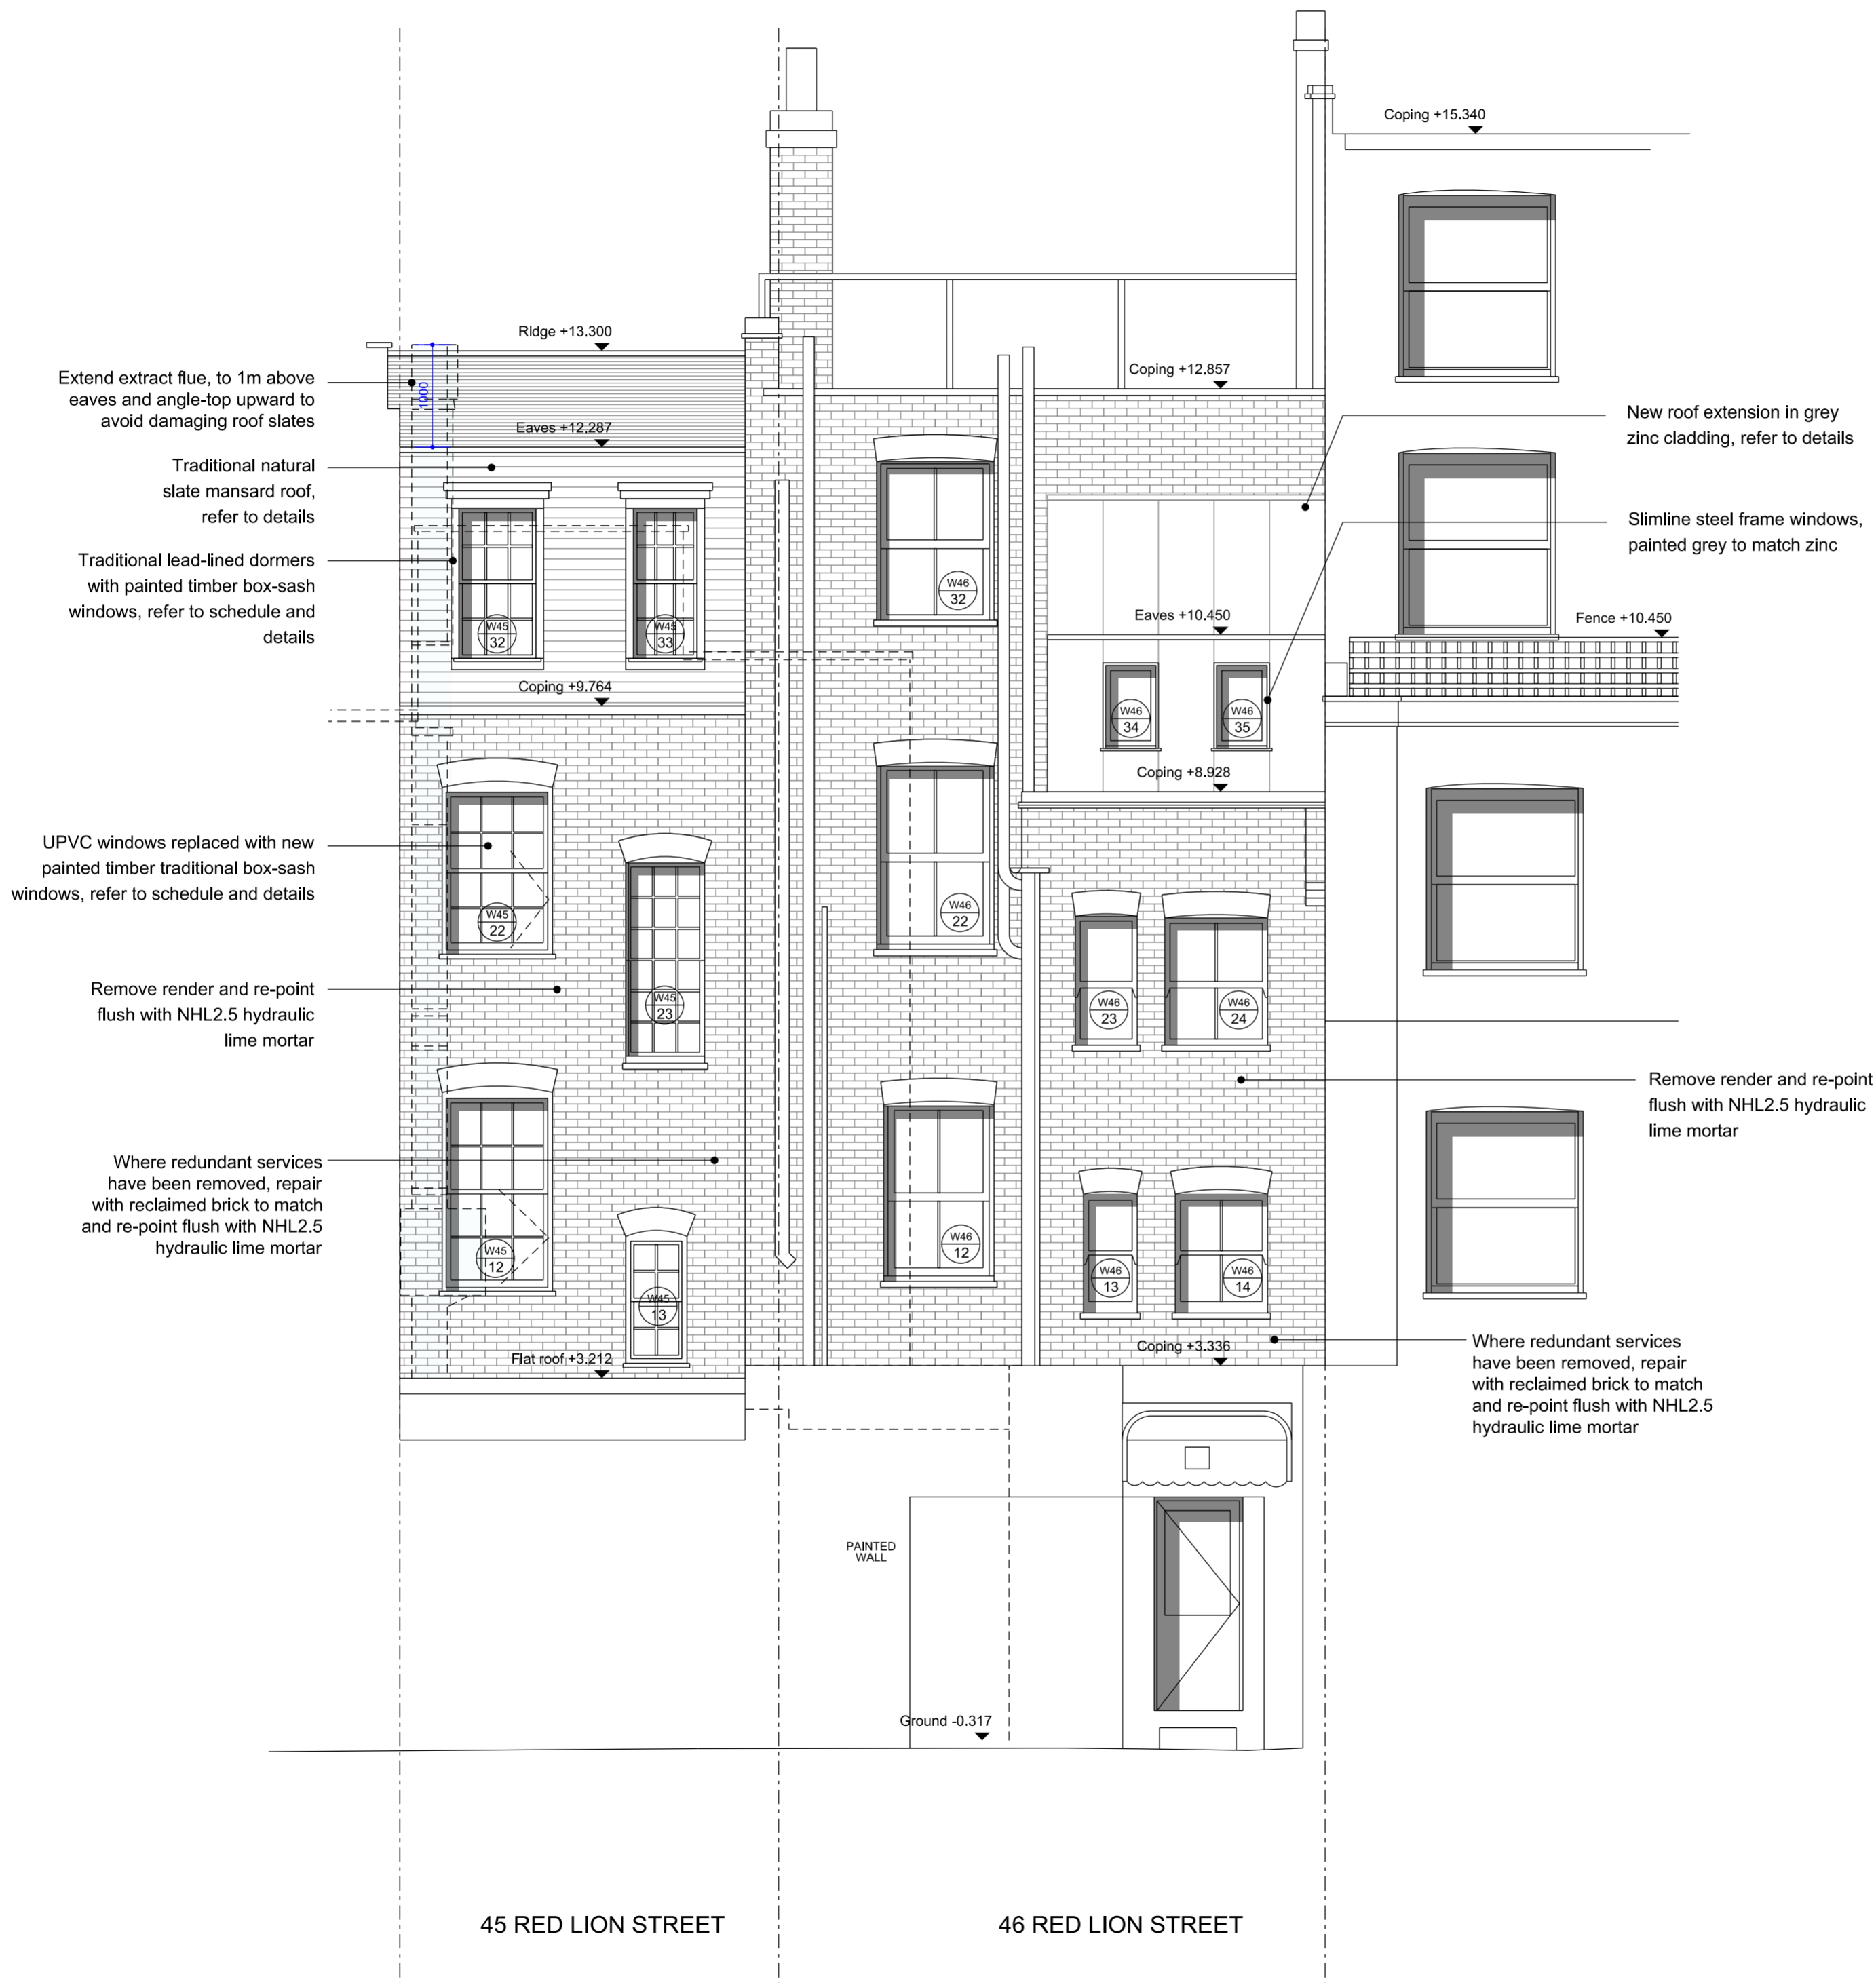 Coping +15.340
Ridge +13.300
Extend extract flue, to 1m above
eaves and angle-top upward to
avoid damaging roof slates
1000
Coping +12.857
New roof extension in grey
zinc cladding, refer to details
Eaves +12.287
Traditional natural
slate mansard roof,
refer to details
Slimline steel frame windows,
painted grey to match zinc
Traditional lead-lined dormers
with painted timber box-sash
windows, refer to schedule and
details
W46
32
Eaves +10.450
Fence +10.450
W45
32
W45
33
Coping +9.764
W46
34
W46
35
Coping +8.928
UPVC windows replaced with new
painted timber traditional box-sash
windows, refer to schedule and details
W45
22
W46
22
Remove render and re-point
flush with NHL2.5 hydraulic
lime mortar
W45
23
W46
23
W46
24
Remove render and re-point
flush with NHL2.5 hydraulic
lime mortar
Where redundant services
have been removed, repair
with reclaimed brick to match
and re-point flush with NHL2.5
hydraulic lime mortar
W45
12
W45
13
W46
12
W46
13
W46
14
Flat roof +3.212
Coping +3.336
Where redundant services
have been removed, repair
with reclaimed brick to match
and re-point flush with NHL2.5
hydraulic lime mortar
PAINTED
WALL
Ground -0.317
45 RED LION STREET
46 RED LION STREET